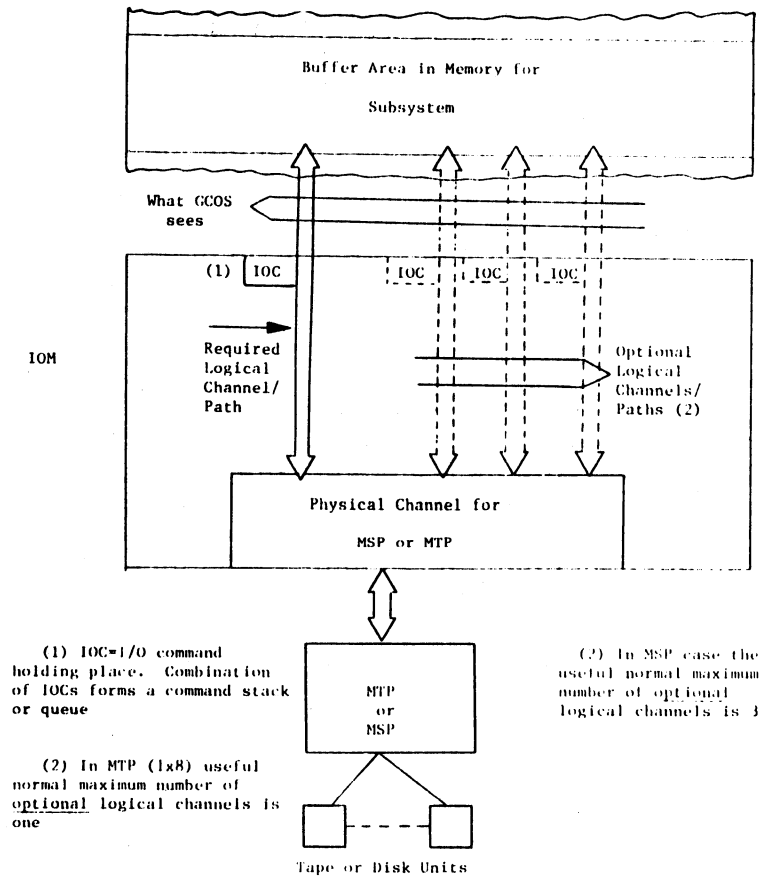 Buffer Area in Memory for
Subsystem
What GCOS
sees
(1)
IOC
IOC
IOC
IOC
IOM
Required
Logical
Channel/
Path
Optional
Logical
Channels/
Paths (2)
Physical Channel for
MSP or MTP
(1) IOC=I/O command
holding place. Combination
of IOCs forms a command stack
or queue
MTP
or
MSP
(2) In MSP case the
useful normal maximum
number of optional
logical channels is 3
(2) In MTP (1x8) useful
normal maximum number of
optional logical channels is
one
Tape or Disk Units